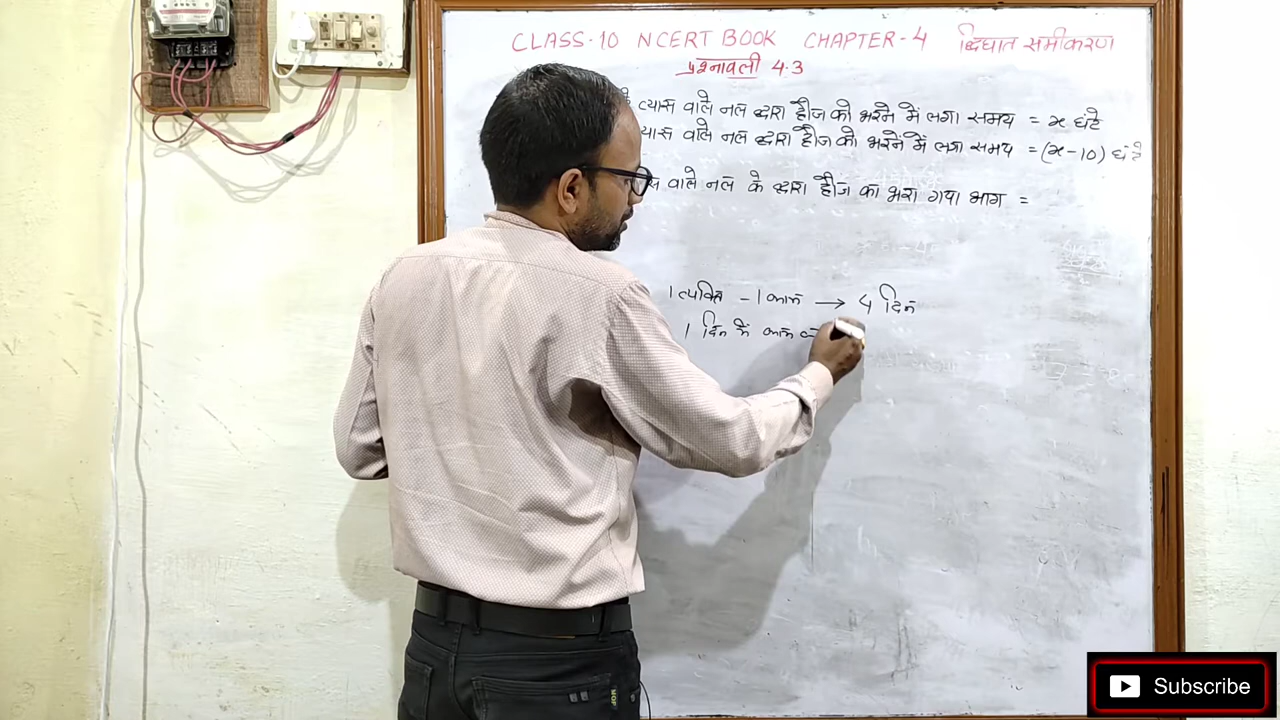 CLASS-10 NCERT BOOK CHAPTER-4 द्विघात समीकरण
प्रश्नावली 4.3
व्यास वाले नल द्वारा हौज को भरने में लगा समय = x घंटे
व्यास वाले नल द्वारा हौज को भरने में लगा समय = (x-10) घंटे
वाले नल के द्वारा हौज का भरा गया भाग =
1 व्यक्ति - 1 काम → 4 दिन
1 दिन में काम
Subscribe